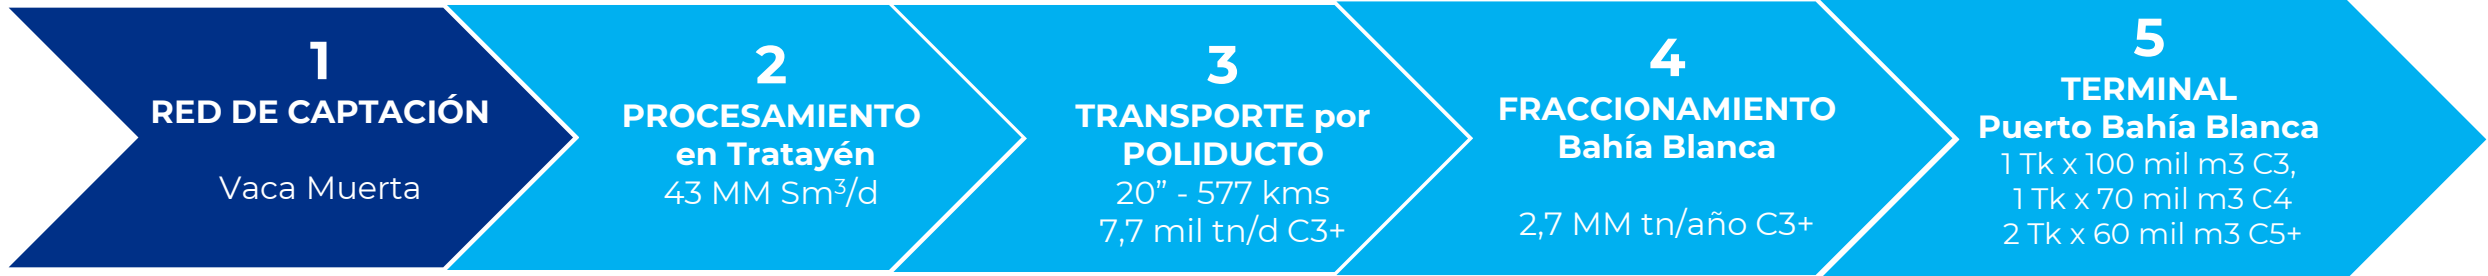 1
RED DE CAPTACIÓN
Vaca Muerta
2
PROCESAMIENTO
en Tratayén
43 MM Sm³/d
3
TRANSPORTE por
POLIDUCTO
20” - 577 kms
7,7 mil tn/d C3+
4
FRACCIONAMIENTO
Bahía Blanca
2,7 MM tn/año C3+
5
TERMINAL
Puerto Bahía Blanca
1 Tk x 100 mil m3 C3,
1 Tk x 70 mil m3 C4
2 Tk x 60 mil m3 C5+